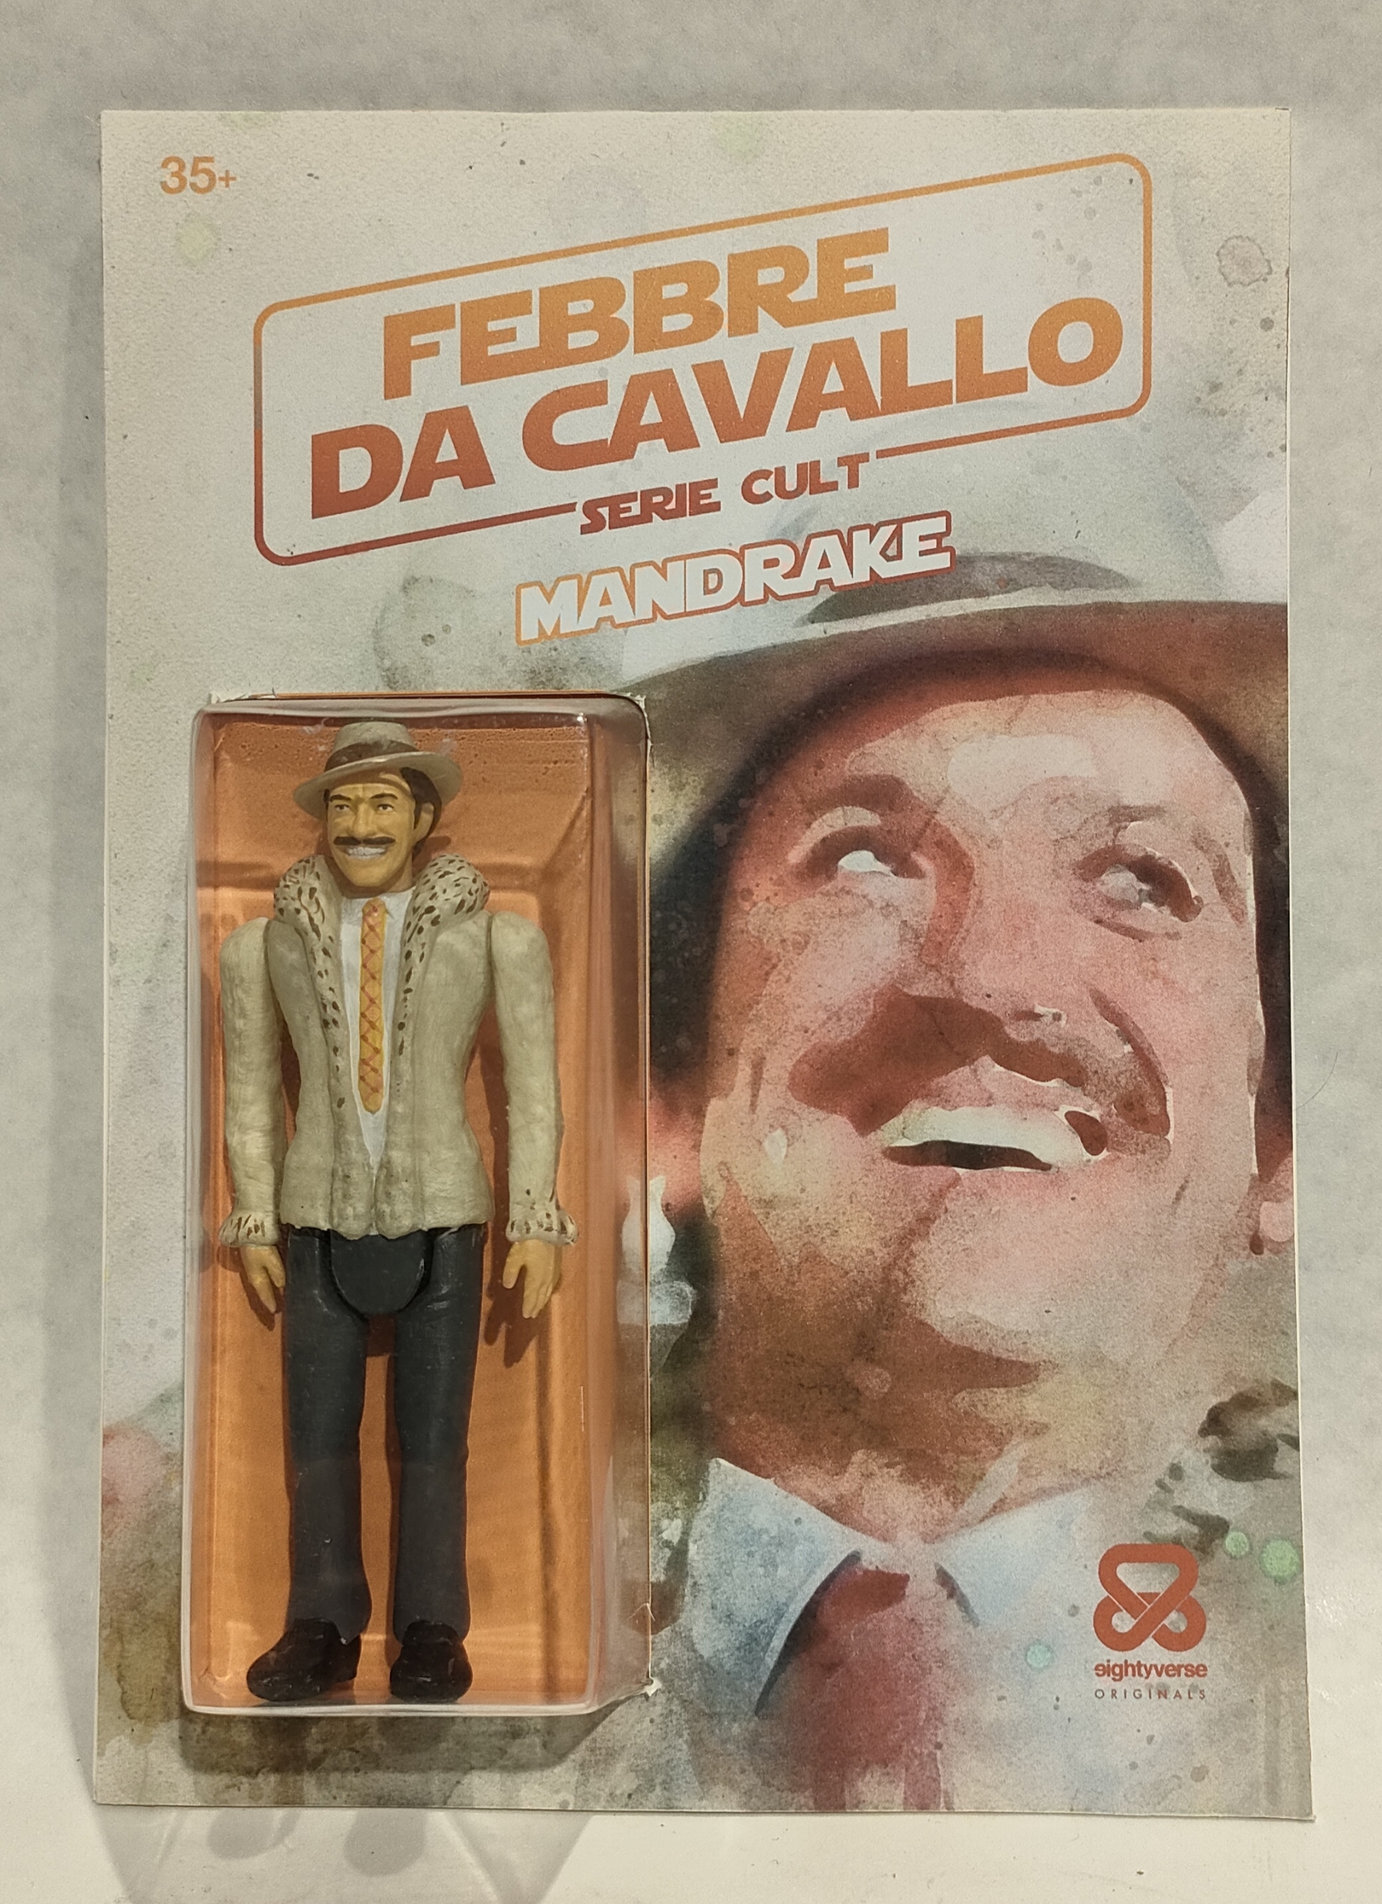 35+
FEBBRE
DA CAVALLO
SERIE CULT
MANDRAKE
eightyverse
ORIGINALS